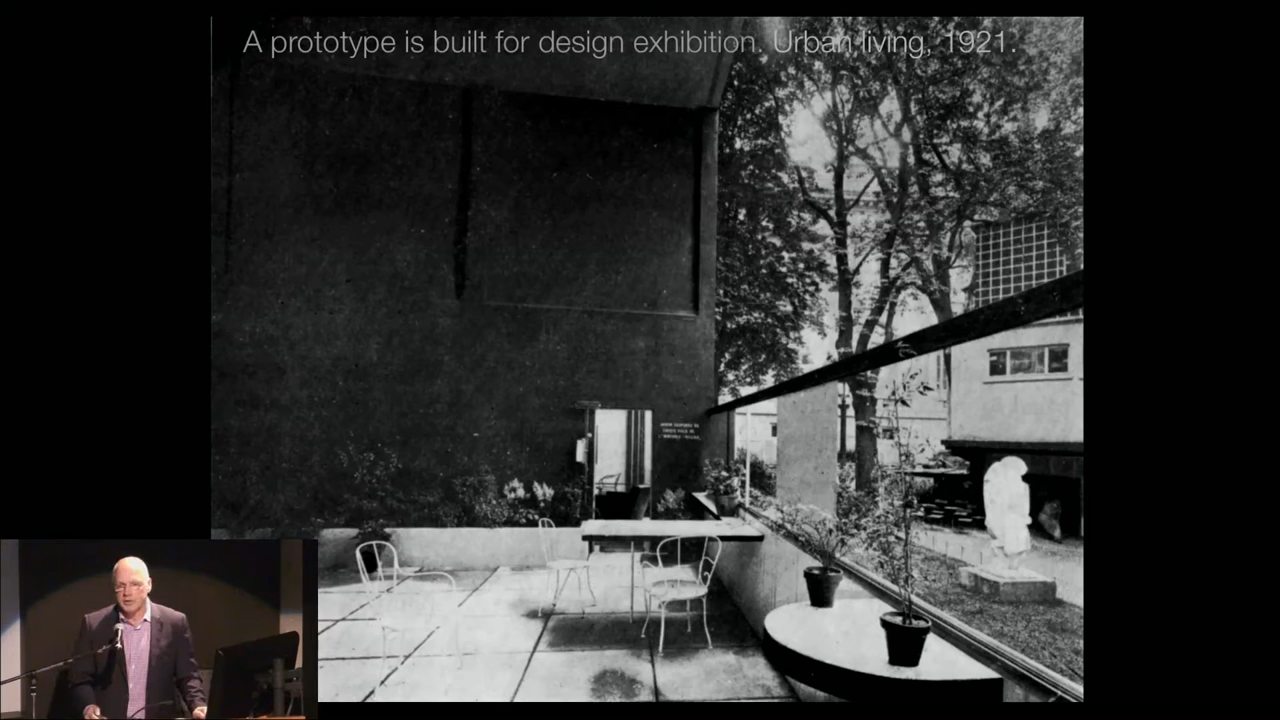 A prototype is built for design exhibition. Urban living, 1921.